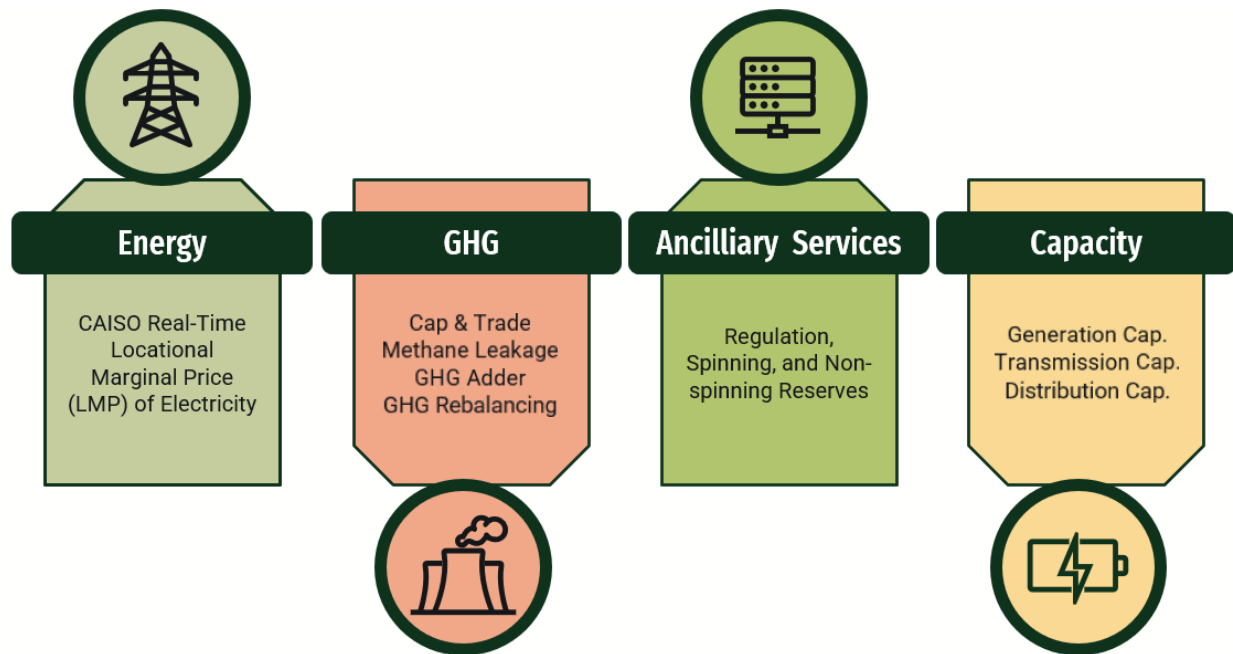 Energy
CAISO Real-Time
Locational
Marginal Price
(LMP) of Electricity
GHG
Cap & Trade
Methane Leakage
GHG Adder
GHG Rebalancing
Ancilliary Services
Regulation,
Spinning, and Non-
spinning Reserves
Capacity
Generation Cap.
Transmission Cap.
Distribution Cap.